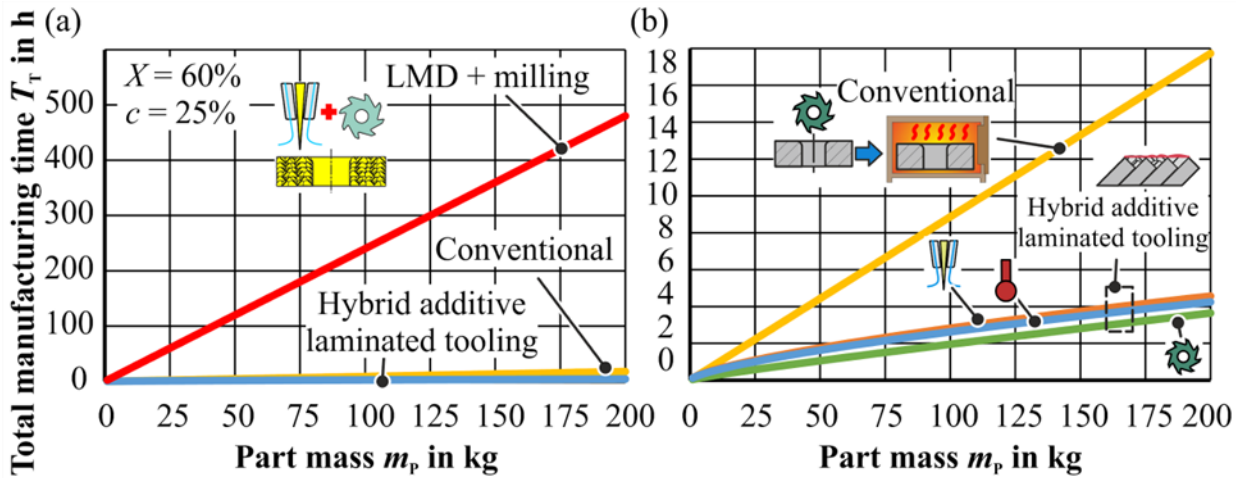 (a)
Total manufacturing time Tᴛ in h
500
400
300
200
100
0
X = 60%
c = 25%
LMD + milling
Conventional
Hybrid additive
laminated tooling
0 25 50 75 100 125 150 175 200
Part mass mₚ in kg
(b)
18
16
14
12
10
8
6
4
2
0
Conventional
Hybrid additive
laminated tooling
0 25 50 75 100 125 150 175 200
Part mass mₚ in kg